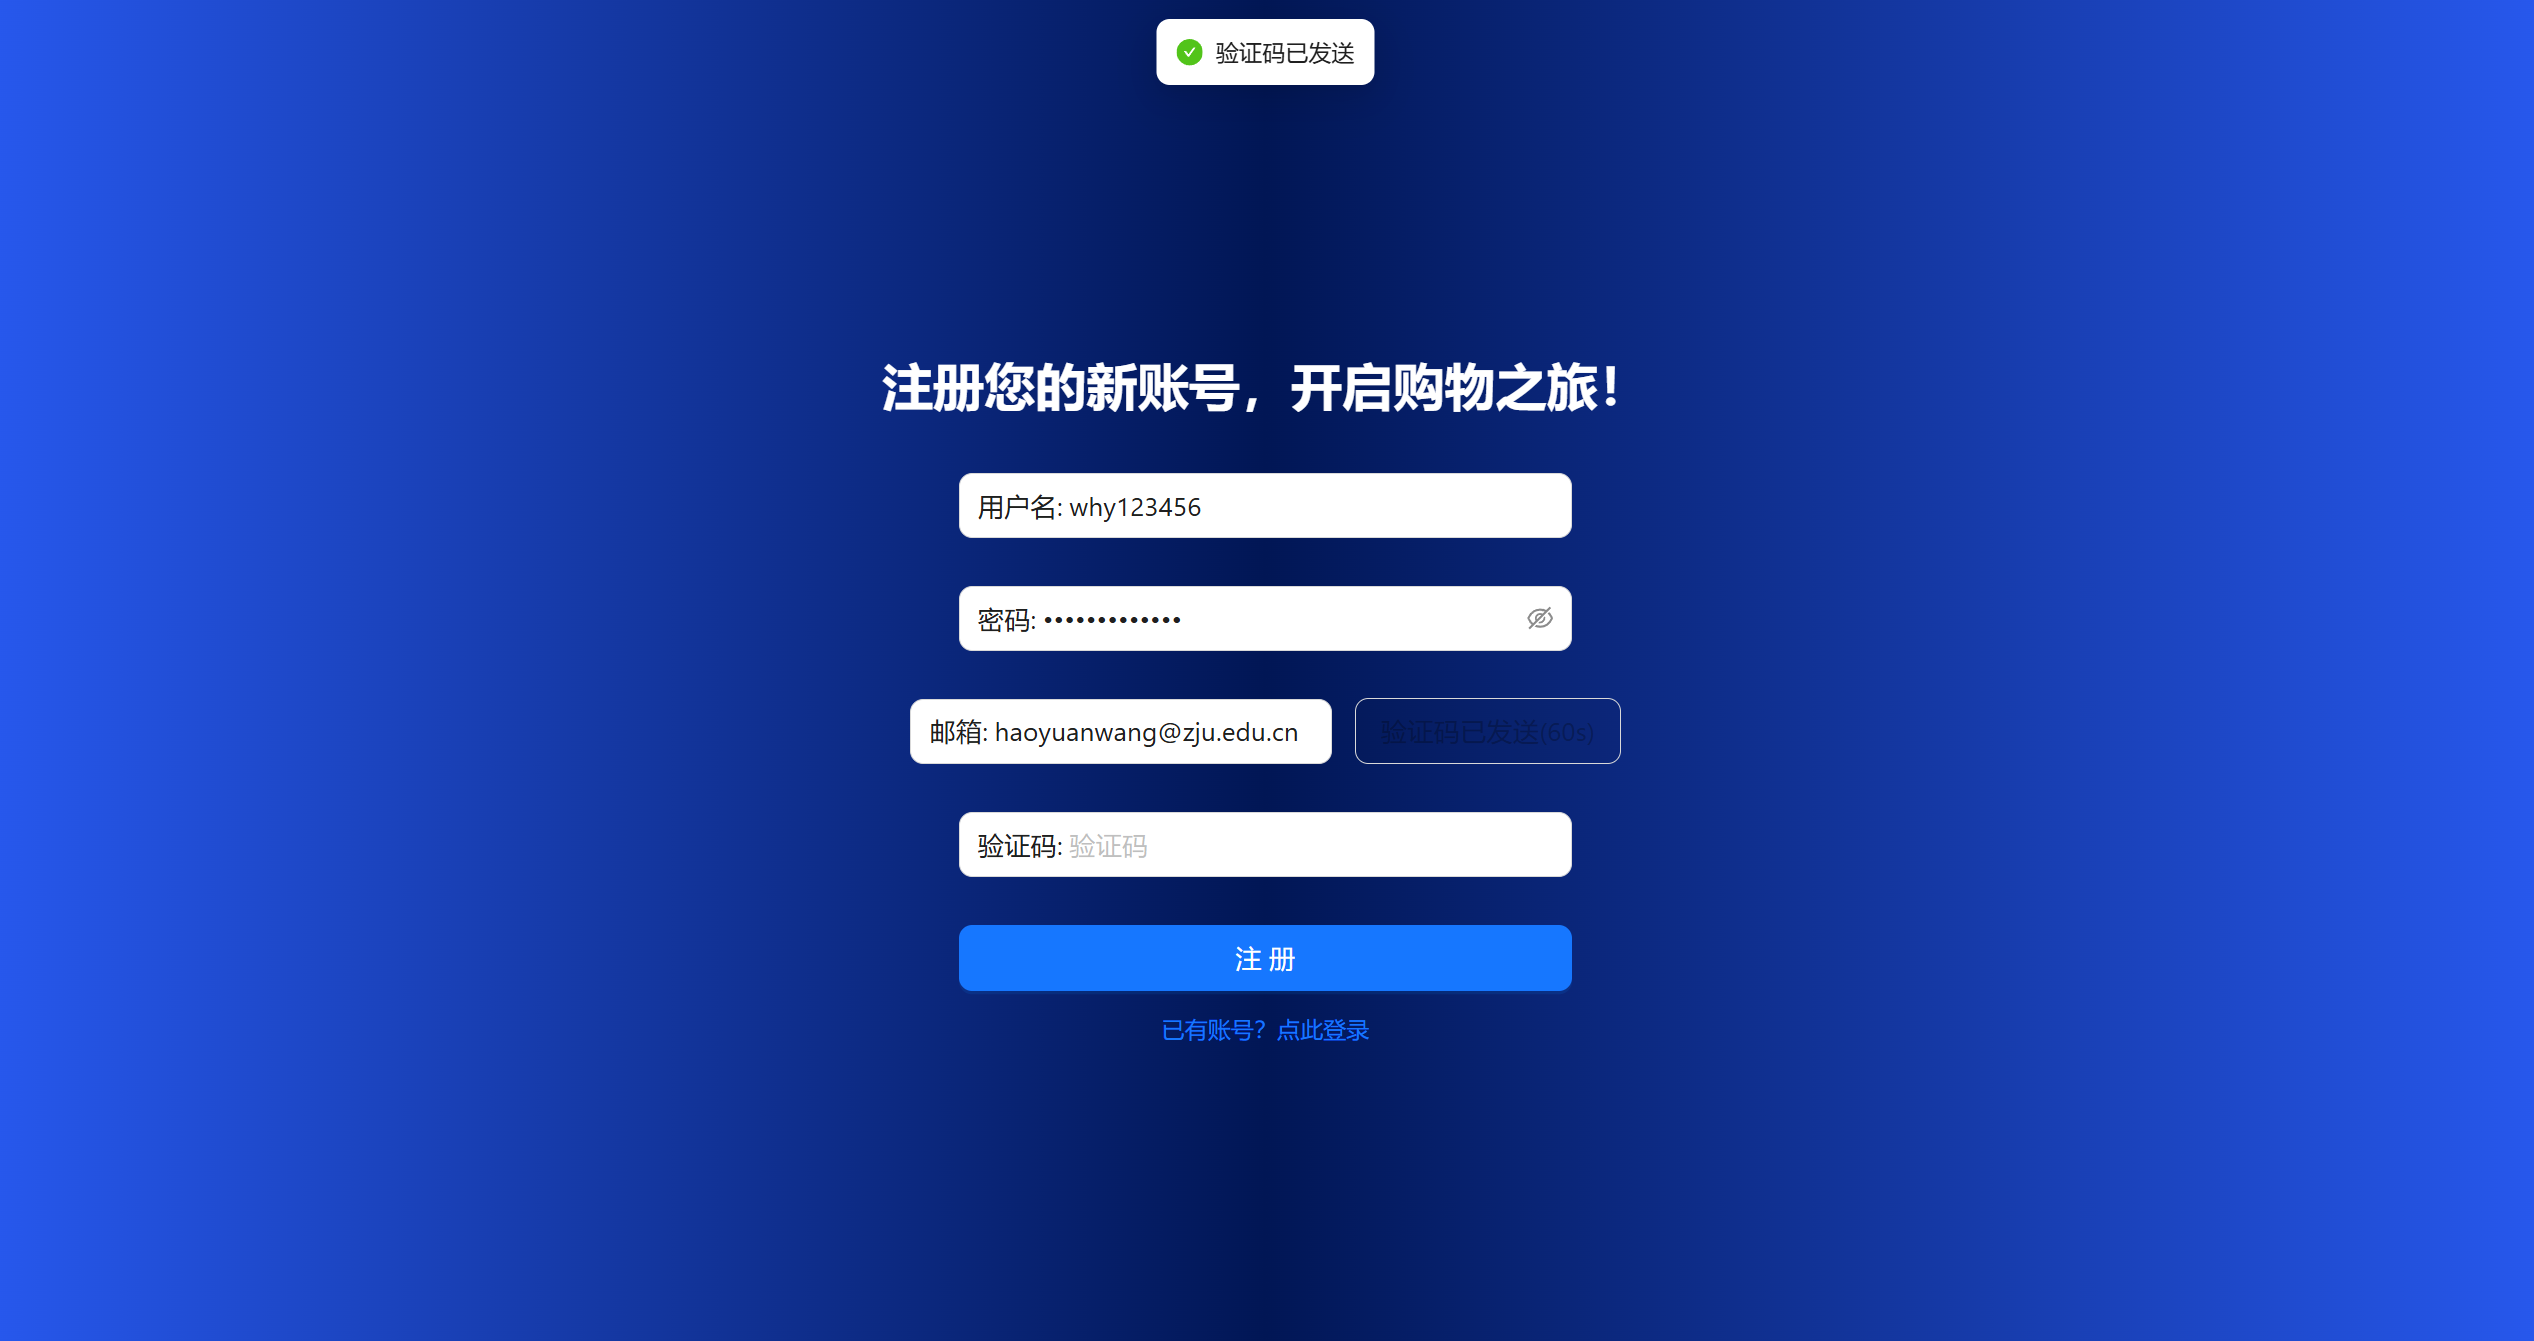 验证码已发送
注册您的新账号，开启购物之旅！
用户名: why123456
密码: •••••••••••••
邮箱: haoyuanwang@zju.edu.cn
验证码已发送(60s)
验证码: 验证码
注 册
已有账号？点此登录